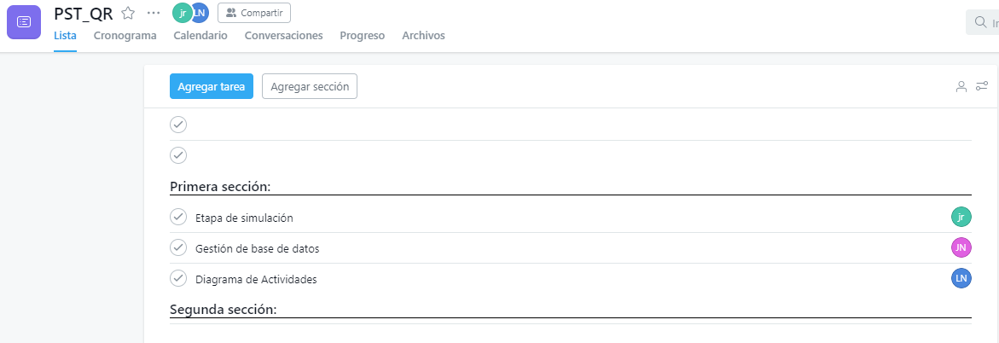 PST_QR
jr LN
Compartir
Lista Cronograma Calendario Conversaciones Progreso Archivos
Agregar tarea Agregar sección
Primera sección:
Etapa de simulación jr
Gestión de base de datos JN
Diagrama de Actividades LN
Segunda sección: